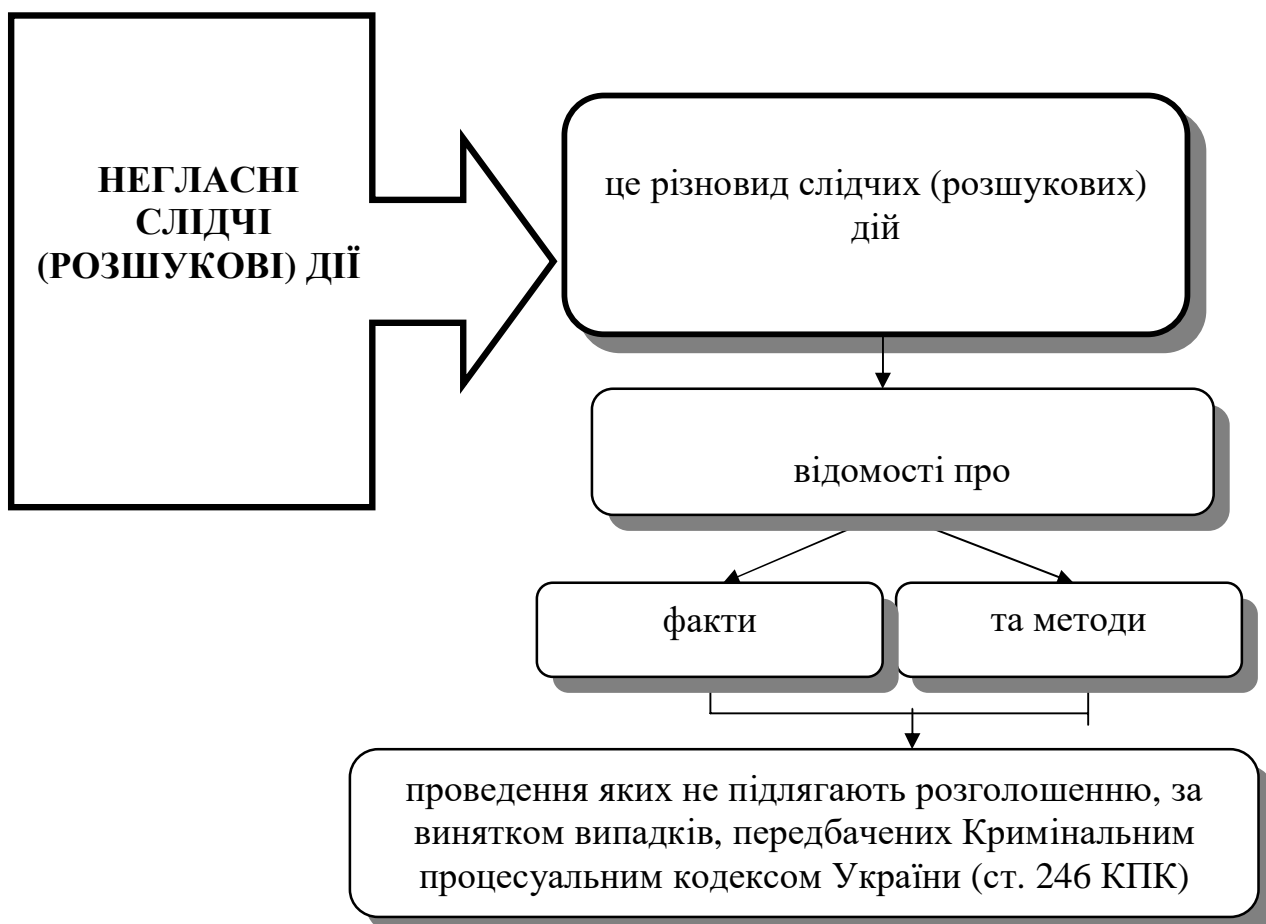 НЕГЛАСНІ
СЛІДЧІ
(РОЗШУКОВІ) ДІЇ
це різновид слідчих (розшукових)
дій
відомості про
факти
та методи
проведення яких не підлягають розголошенню, за
винятком випадків, передбачених Кримінальним
процесуальним кодексом України (ст. 246 КПК)